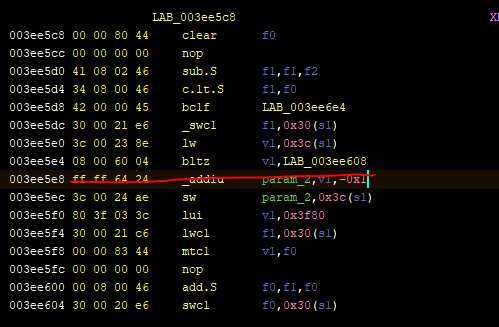 LAB_003ee5c8
003ee5c8 00 00 80 44 clear f0
003ee5cc 00 00 00 00 nop
003ee5d0 41 08 02 46 sub.S f1,f1,f2
003ee5d4 34 08 00 46 c.lt.S f1,f0
003ee5d8 42 00 00 45 bclf LAB_003ee6e4
003ee5dc 30 00 21 e6 _swcl f1,0x30(s1)
003ee5e0 3c 00 23 8e lw v1,0x3c(s1)
003ee5e4 08 00 60 04 bltz v1,LAB_003ee608
003ee5e8 ff ff 64 24 _addiu param_2,v1,-0x1
003ee5ec 3c 00 24 ae sw param_2,0x3c(s1)
003ee5f0 80 3f 03 3c lui v1,0x3f80
003ee5f4 30 00 21 c6 lwcl f1,0x30(s1)
003ee5f8 00 00 83 44 mtcl v1,f0
003ee5fc 00 00 00 00 nop
003ee600 00 08 00 46 add.S f0,f1,f0
003ee604 30 00 20 e6 swcl f0,0x30(s1)